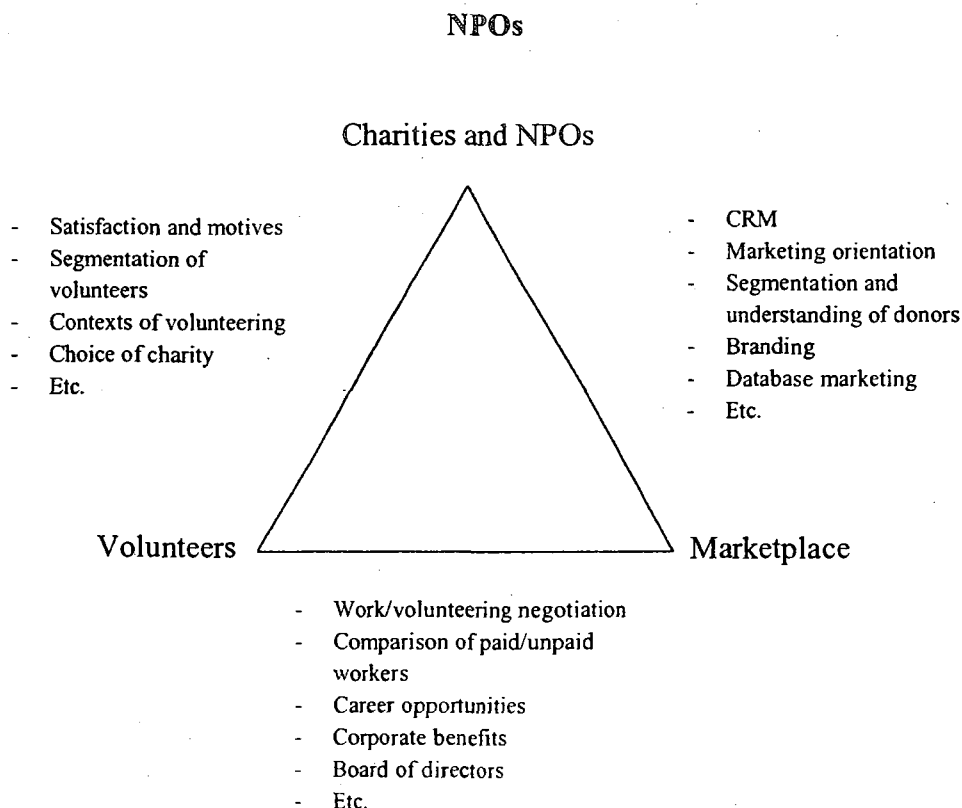 NPOs
Charities and NPOs
- Satisfaction and motives
- Segmentation of
volunteers
- Contexts of volunteering
- Choice of charity
- Etc.
- CRM
- Marketing orientation
- Segmentation and
understanding of donors
- Branding
- Database marketing
- Etc.
Volunteers
Marketplace
- Work/volunteering negotiation
- Comparison of paid/unpaid
workers
- Career opportunities
- Corporate benefits
- Board of directors
- Etc.